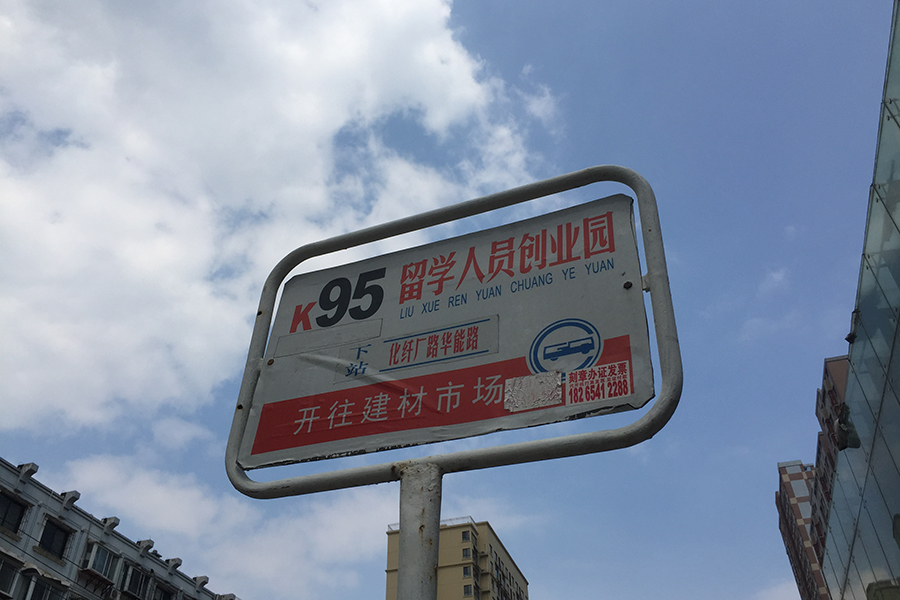 K95 留学人员创业园
LIU XUE REN YUAN CHUANG YE YUAN
下站 化纤厂路华能路
开往建材市场
刻章办证发票
182 6541 2288